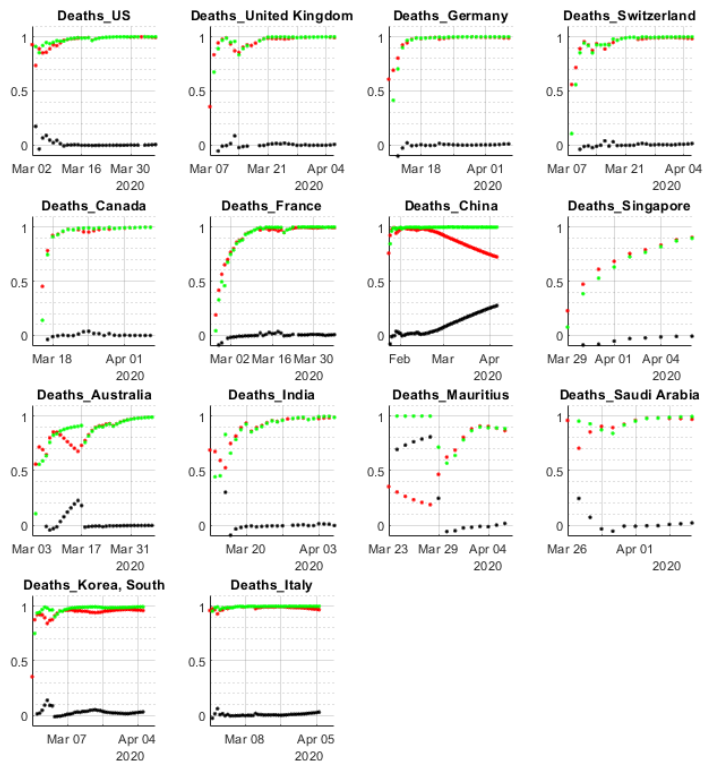 Deaths_US
Deaths_United Kingdom
Deaths_Germany
Deaths_Switzerland
1
0.5
0
Mar 02 Mar 16 Mar 30
2020
1
0.5
0
Mar 07 Mar 21 Apr 04
2020
1
0.5
0
Mar 18 Apr 01
2020
1
0.5
0
Mar 07 Mar 21 Apr 04
2020
Deaths_Canada
Deaths_France
Deaths_China
Deaths_Singapore
1
0.5
0
Mar 18 Apr 01
2020
1
0.5
0
Mar 02 Mar 16 Mar 30
2020
1
0.5
0
Feb Mar Apr
2020
1
0.5
0
Mar 29 Apr 01 Apr 04
2020
Deaths_Australia
Deaths_India
Deaths_Mauritius
Deaths_Saudi Arabia
1
0.5
0
Mar 03 Mar 17 Mar 31
2020
1
0.5
0
Mar 20 Apr 03
2020
1
0.5
0
Mar 23 Mar 29 Apr 04
2020
1
0.5
0
Mar 26 Apr 01
2020
Deaths_Korea, South
Deaths_Italy
1
0.5
0
Mar 07 Apr 04
2020
1
0.5
0
Mar 08 Apr 05
2020